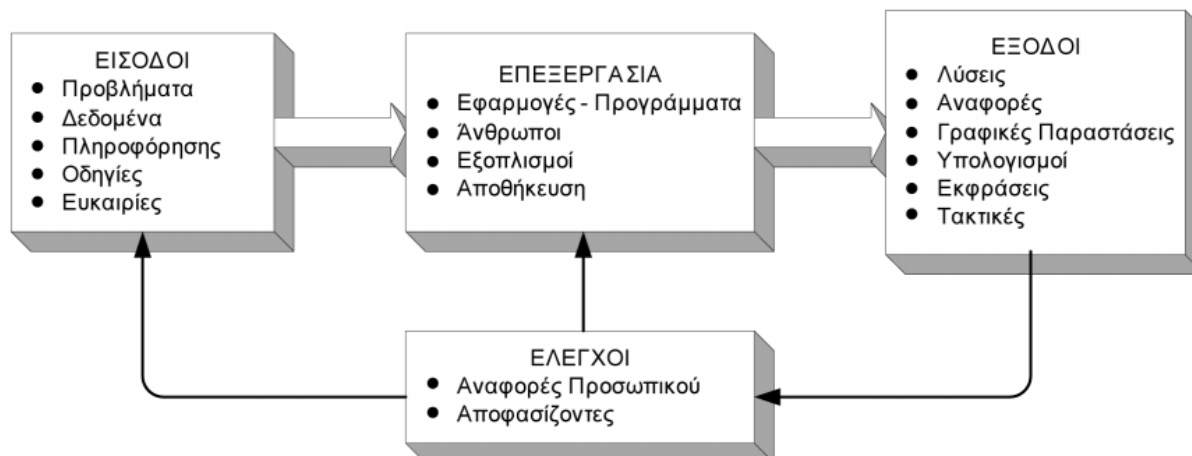 ΕΙΣΟΔΟΙ
● Προβλήματα
● Δεδομένα
● Πληροφόρησης
● Οδηγίες
● Ευκαιρίες
ΕΠΕΞΕΡΓΑΣΙΑ
● Εφαρμογές - Προγράμματα
● Άνθρωποι
● Εξοπλισμοί
● Αποθήκευση
ΕΞΟΔΟΙ
● Λύσεις
● Αναφορές
● Γραφικές Παραστάσεις
● Υπολογισμοί
● Εκφράσεις
● Τακτικές
ΕΛΕΓΧΟΙ
● Αναφορές Προσωπικού
● Αποφασίζοντες